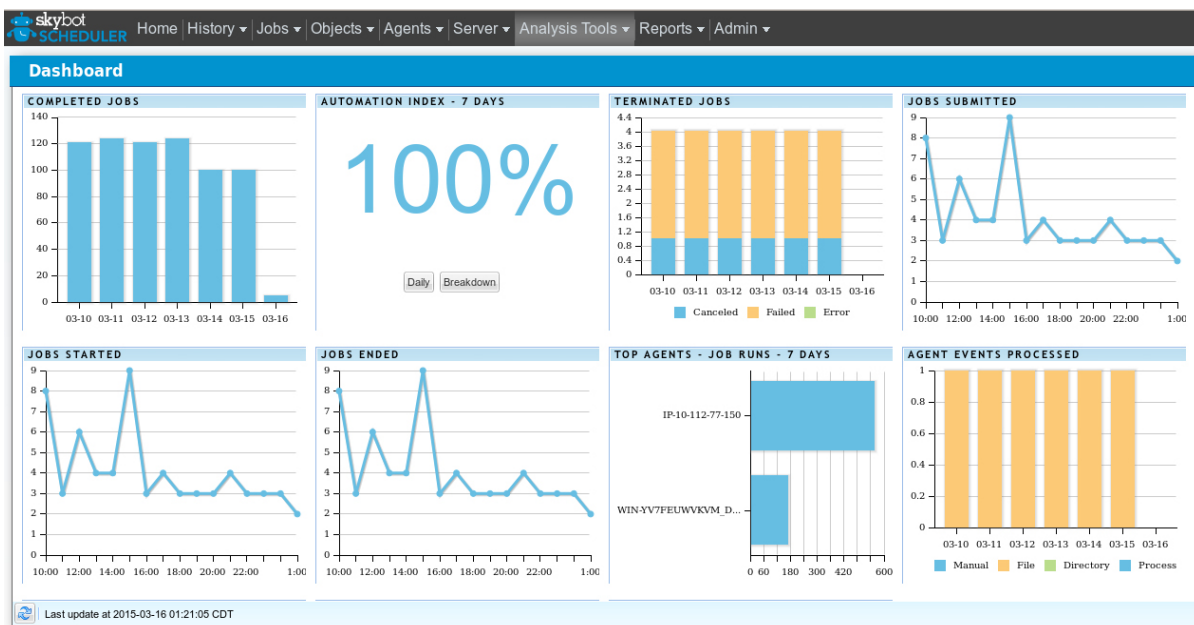 skybot
SCHEDULER
Home History Jobs Objects Agents Server Analysis Tools Reports Admin
Dashboard
COMPLETED JOBS
140
120
100
80
60
40
20
0
03-10 03-11 03-12 03-13 03-14 03-15 03-16
AUTOMATION INDEX - 7 DAYS
100%
Daily Breakdown
TERMINATED JOBS
4.4
4
3.6
3.2
2.8
2.4
2
1.6
1.2
0.8
0.4
0
03-10 03-11 03-12 03-13 03-14 03-15 03-16
Canceled Failed Error
JOBS SUBMITTED
9
8
7
6
5
4
3
2
1
0
10:00 12:00 14:00 16:00 18:00 20:00 22:00 1:00
JOBS STARTED
9
8
7
6
5
4
3
2
1
0
10:00 12:00 14:00 16:00 18:00 20:00 22:00 1:00
JOBS ENDED
9
8
7
6
5
4
3
2
1
0
10:00 12:00 14:00 16:00 18:00 20:00 22:00 1:00
TOP AGENTS - JOB RUNS - 7 DAYS
IP-10-112-77-150
WIN-YV7FEUWVKVM_D...
0 60 180 300 420 600
AGENT EVENTS PROCESSED
1
0.8
0.6
0.4
0.2
0
03-10 03-11 03-12 03-13 03-14 03-15 03-16
Manual File Directory Process
Last update at 2015-03-16 01:21:05 CDT